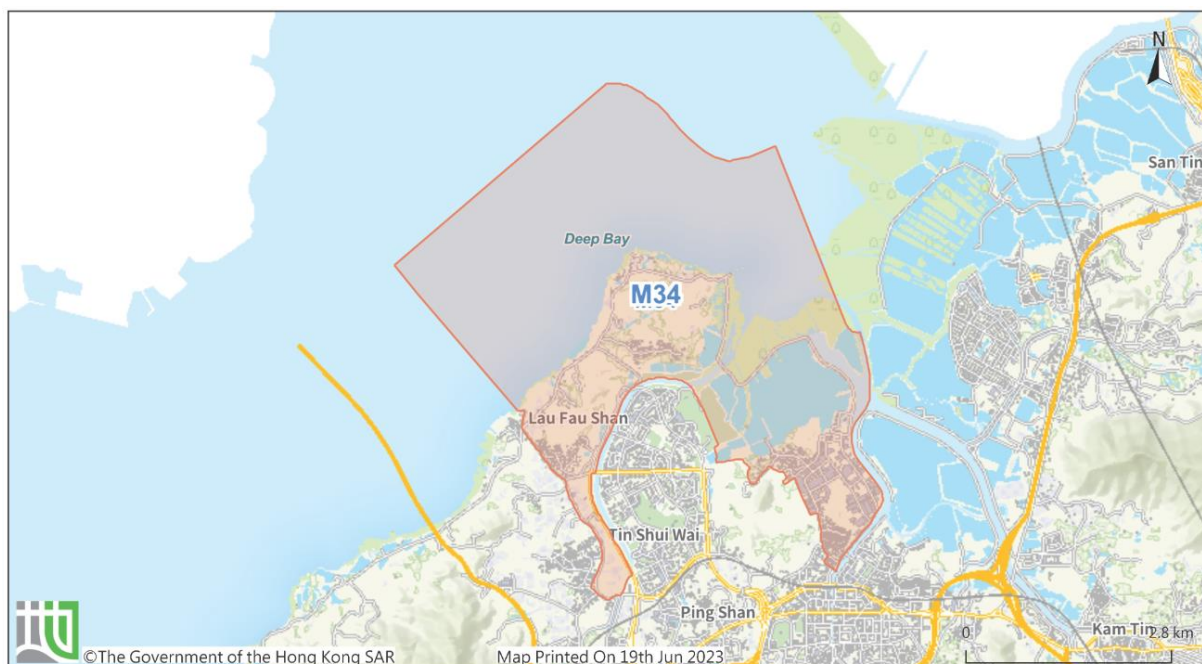 N
San Tin
Deep Bay
M34
Lau Fau Shan
Tin Shui Wai
Ping Shan
Kam Tin
0
2.8 km
©The Government of the Hong Kong SAR
Map Printed On 19th Jun 2023